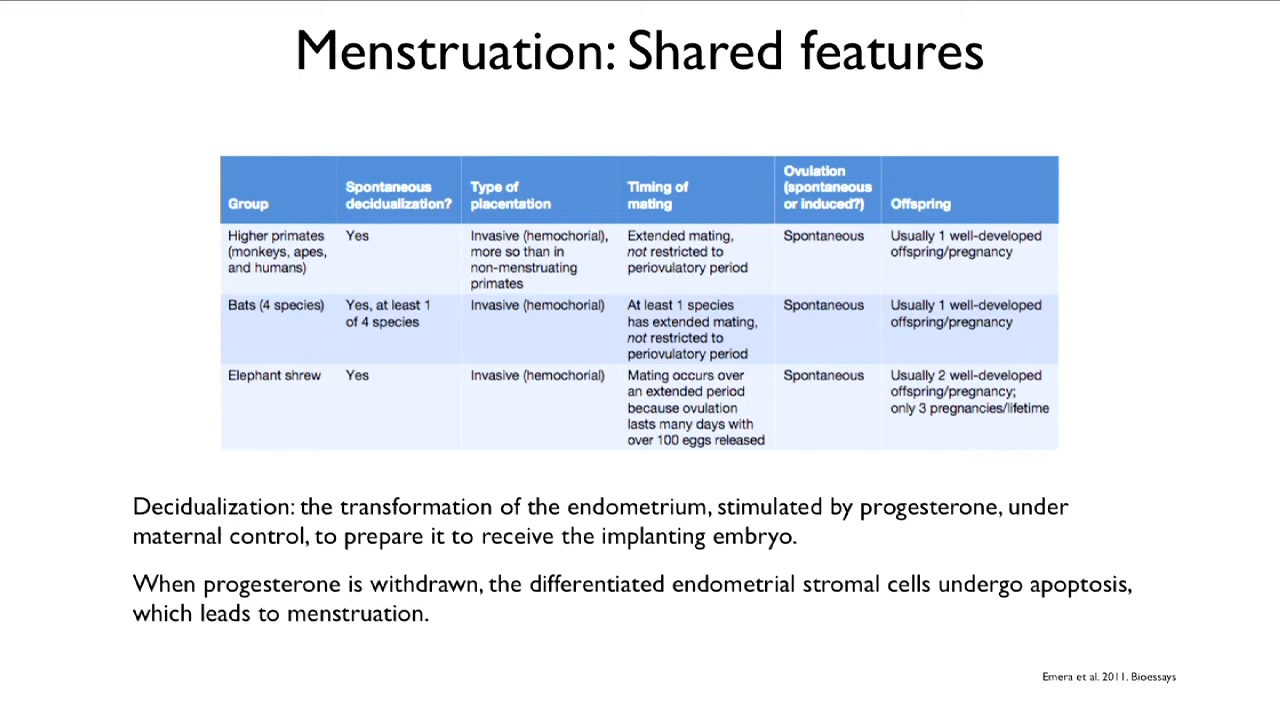 Menstruation: Shared features
Group
Spontaneous
decidualization?
Type of
placentation
Timing of
mating
Ovulation
(spontaneous
or induced?)
Offspring
Higher primates
(monkeys, apes,
and humans)
Yes
Invasive (hemochorial),
more so than in
non-menstruating
primates
Extended mating,
not restricted to
periovulatory period
Spontaneous
Usually 1 well-developed
offspring/pregnancy
Bats (4 species)
Yes, at least 1
of 4 species
Invasive (hemochorial)
At least 1 species
has extended mating,
not restricted to
periovulatory period
Spontaneous
Usually 1 well-developed
offspring/pregnancy
Elephant shrew
Yes
Invasive (hemochorial)
Mating occurs over
an extended period
because ovulation
lasts many days with
over 100 eggs released
Spontaneous
Usually 2 well-developed
offspring/pregnancy;
only 3 pregnancies/lifetime
Decidualization: the transformation of the endometrium, stimulated by progesterone, under
maternal control, to prepare it to receive the implanting embryo.
When progesterone is withdrawn, the differentiated endometrial stromal cells undergo apoptosis,
which leads to menstruation.
Emera et al. 2011. Bioessays